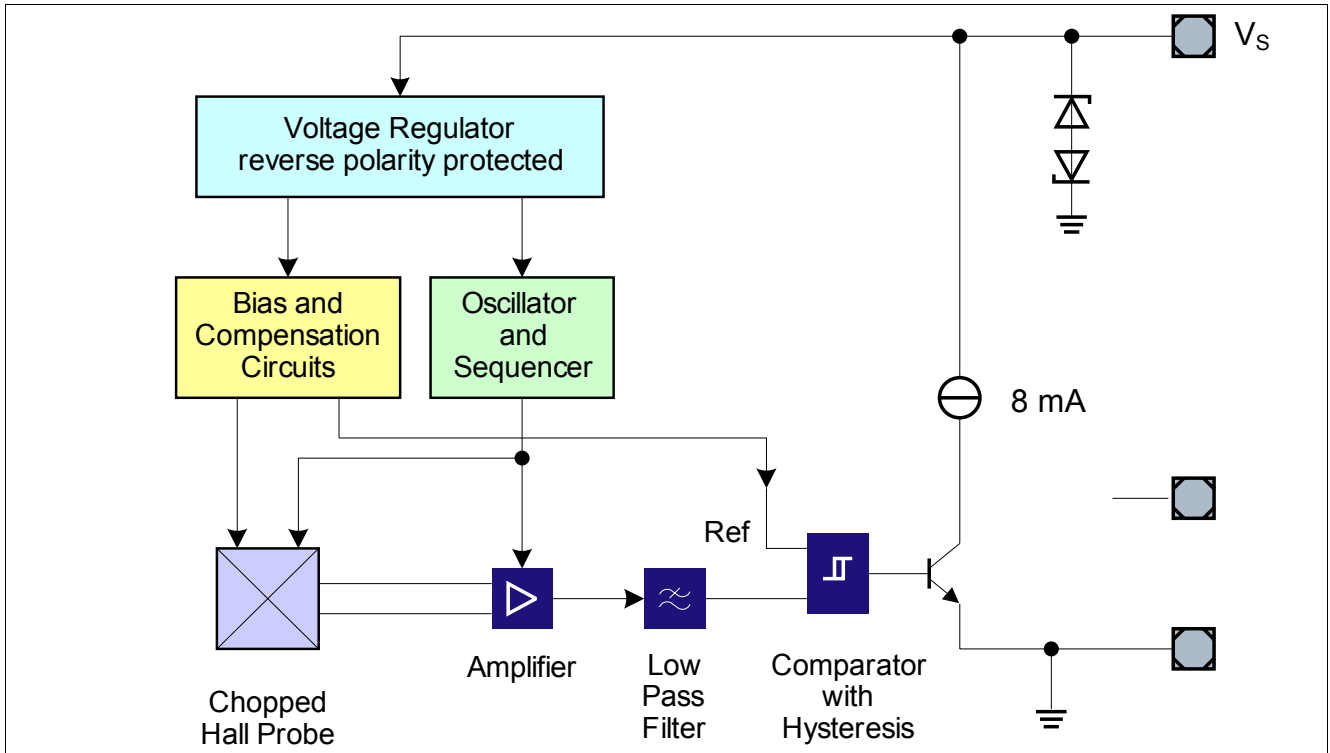 V_S
Voltage Regulator
reverse polarity protected
Bias and
Compensation
Circuits
Oscillator
and
Sequencer
8 mA
Ref
Amplifier
Low
Pass
Filter
Comparator
with
Hysteresis
Chopped
Hall Probe